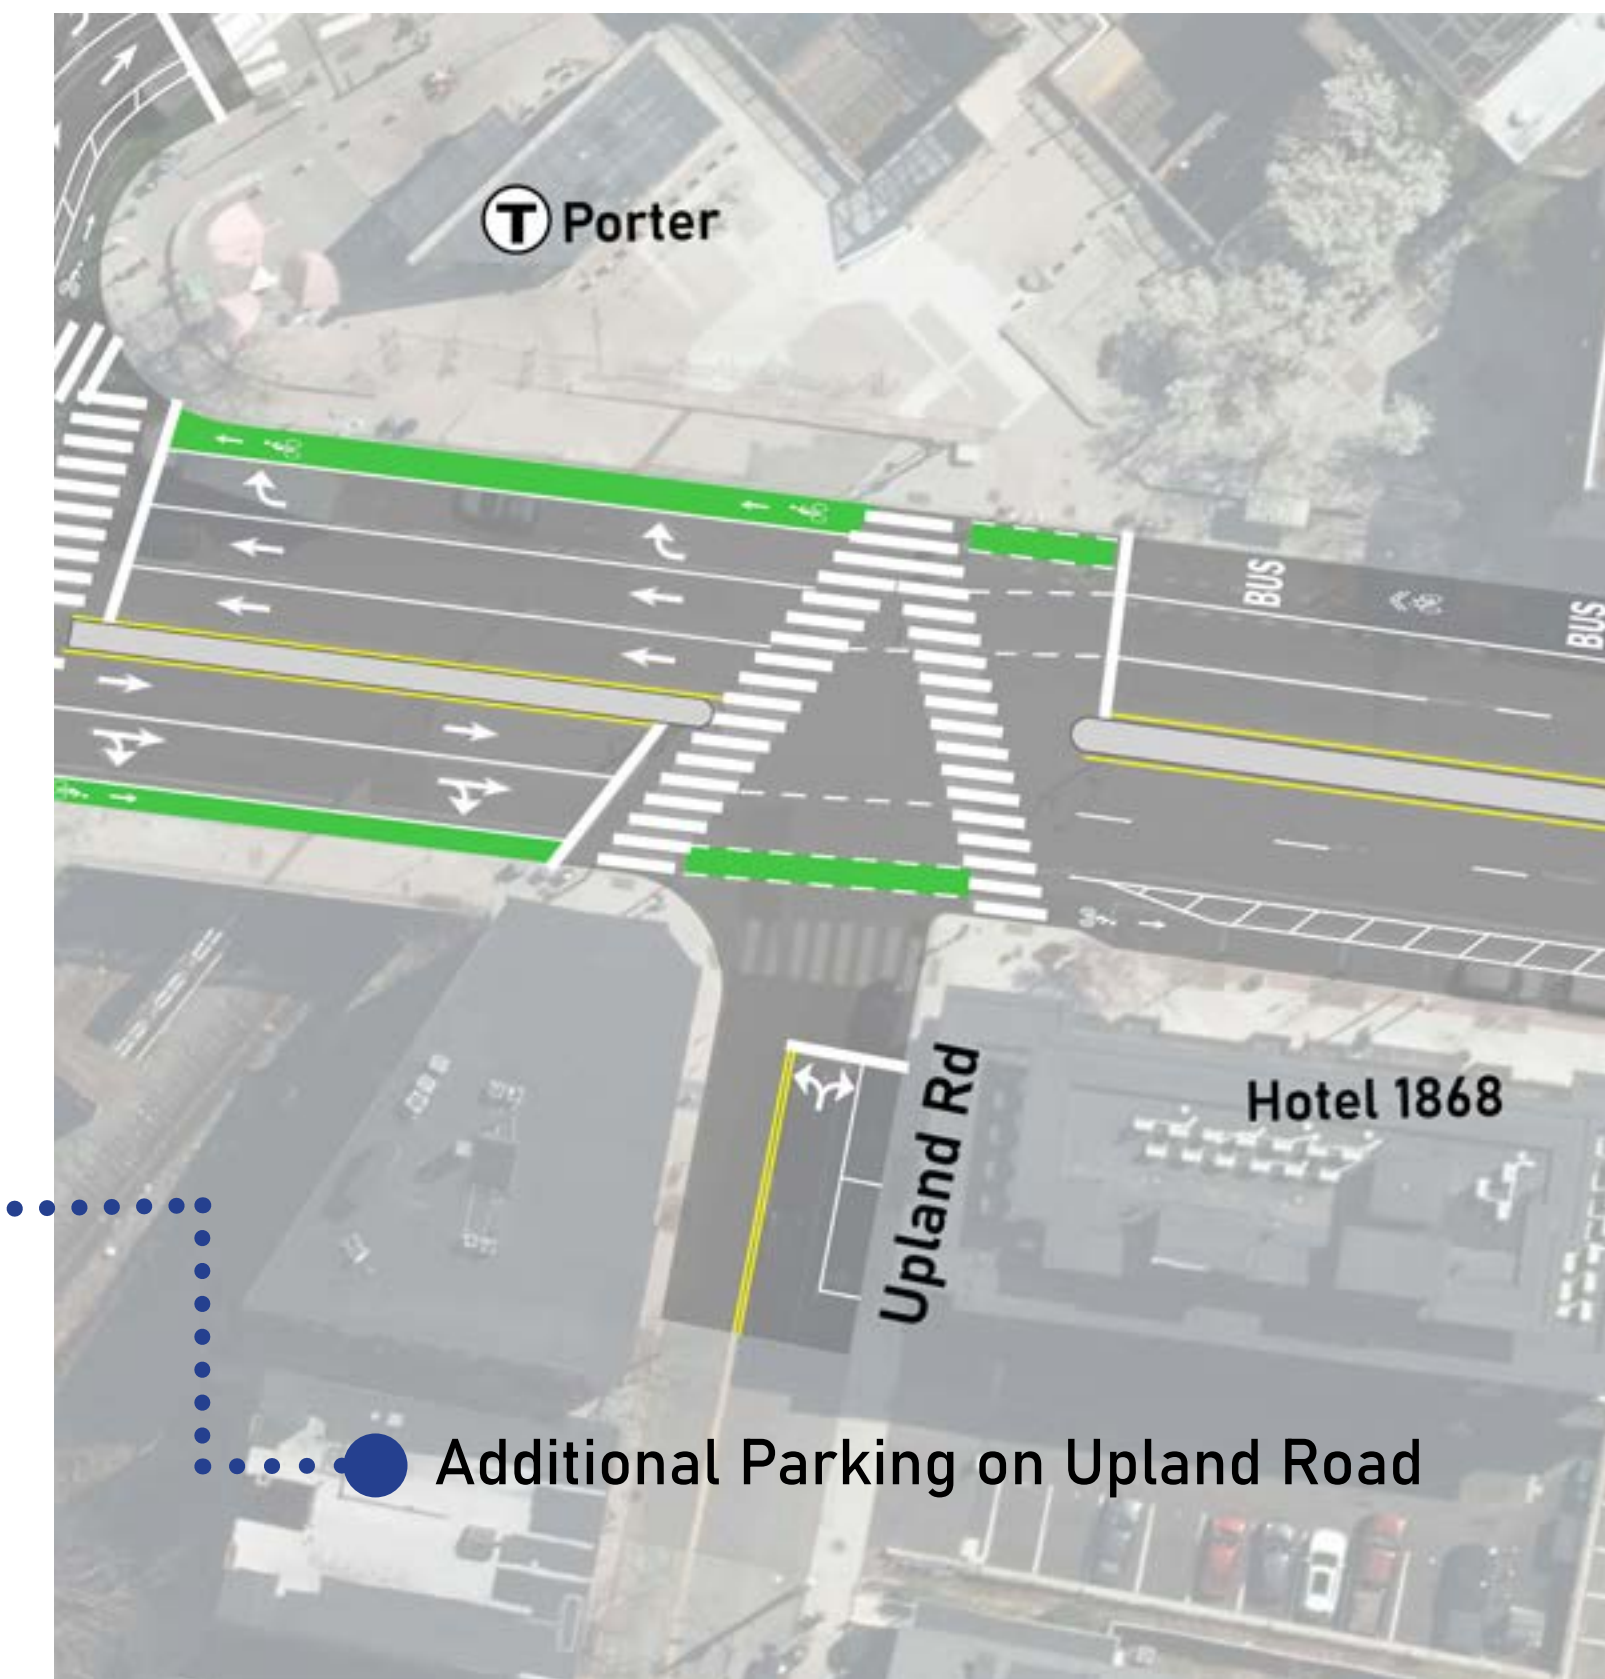 T Porter
BUS
BUS
Upland Rd
Hotel 1868
Additional Parking on Upland Road